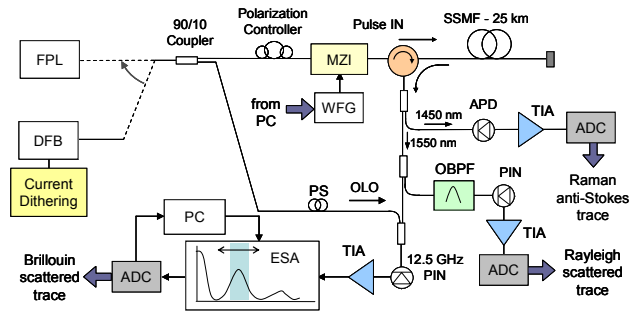 90/10
Coupler
Polarization
Controller
Pulse IN
SSMF - 25 km
FPL
MZI
from
PC
WFG
1450 nm
1550 nm
APD
TIA
ADC
DFB
Current
Dithering
OBPF
PIN
Raman
anti-Stokes
trace
PS
OLO
PC
TIA
Brillouin
scattered
trace
ADC
ESA
TIA
12.5 GHz
PIN
ADC
Rayleigh
scattered
trace